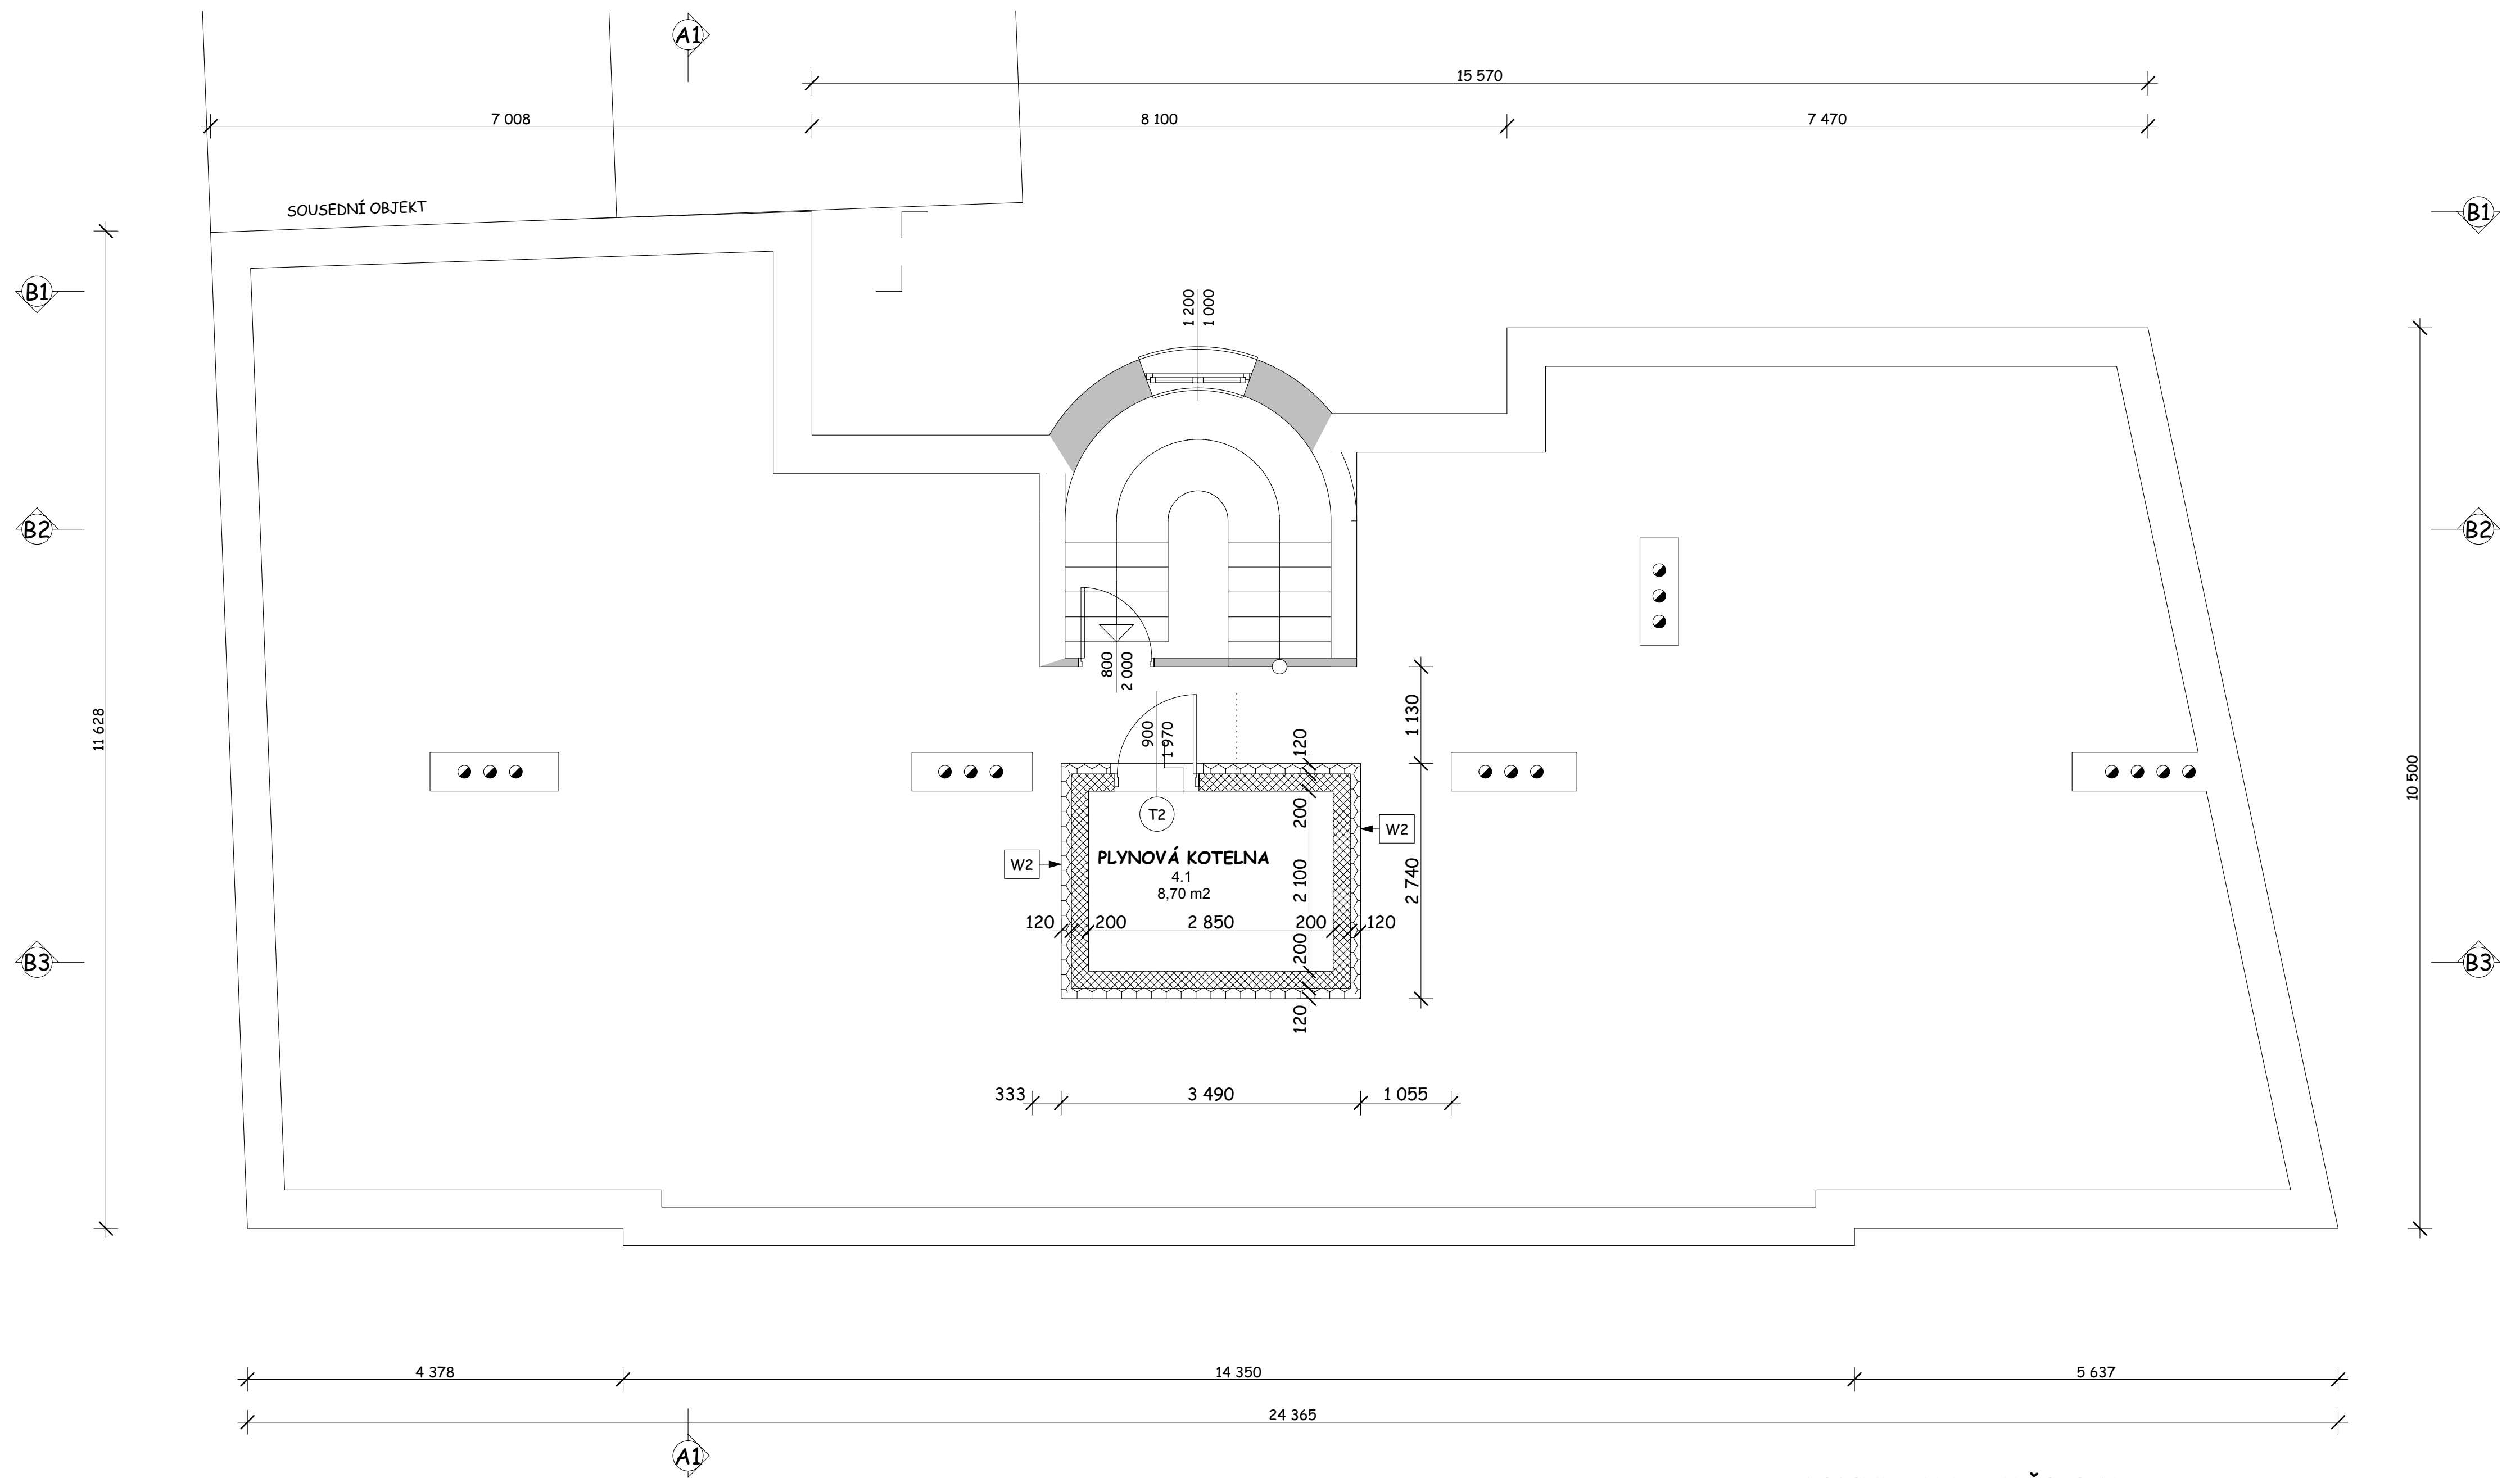 A1
15 570
7 008
8 100
7 470
SOUSEDNÍ OBJEKT
B1
B1
1 200
1 000
B2
B2
800
2 000
1 130
11 628
900
1 970
120
10 500
T2
200
W2
W2
PLYNOVÁ KOTELNA
4.1
8,70 m2
2 100
2 740
120
200
2 850
200
120
200
B3
B3
120
333
3 490
1 055
4 378
14 350
5 637
24 365
A1